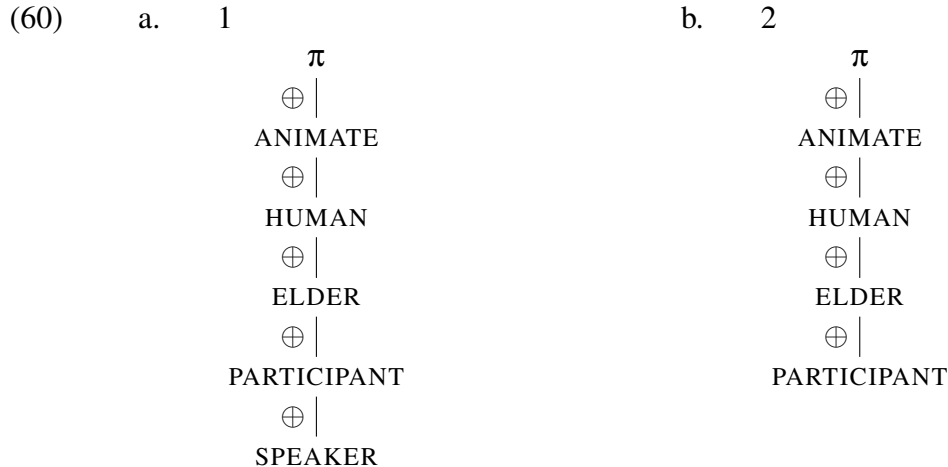 (60) a. 1 b. 2
π π
⊕ ⊕
ANIMATE ANIMATE
⊕ ⊕
HUMAN HUMAN
⊕ ⊕
ELDER ELDER
⊕ ⊕
PARTICIPANT PARTICIPANT
⊕
SPEAKER